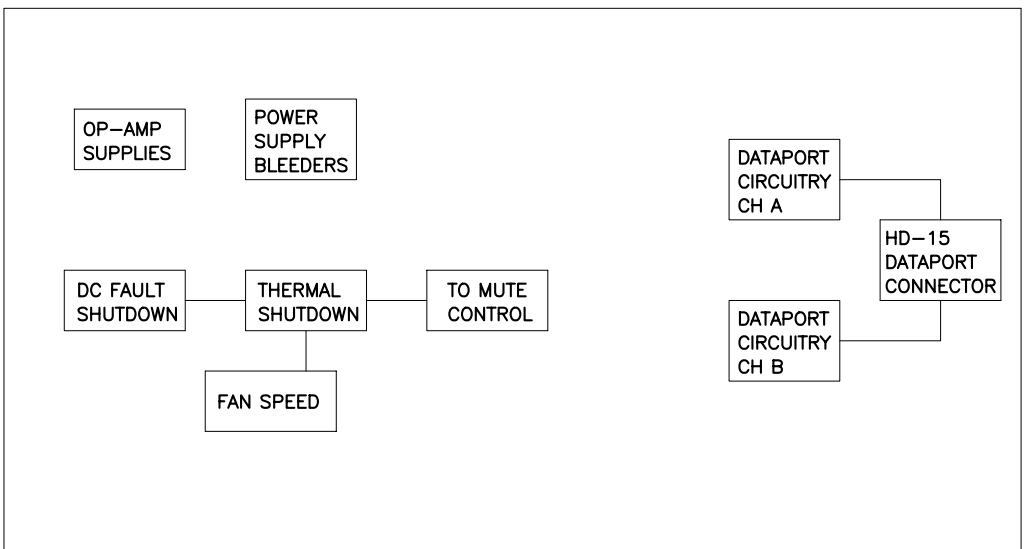 OP-AMP
SUPPLIES
POWER
SUPPLY
BLEEDERS
DATAPORT
CIRCUITRY
CH A
HD-15
DATAPORT
CONNECTOR
DC FAULT
SHUTDOWN
THERMAL
SHUTDOWN
TO MUTE
CONTROL
DATAPORT
CIRCUITRY
CH B
FAN SPEED